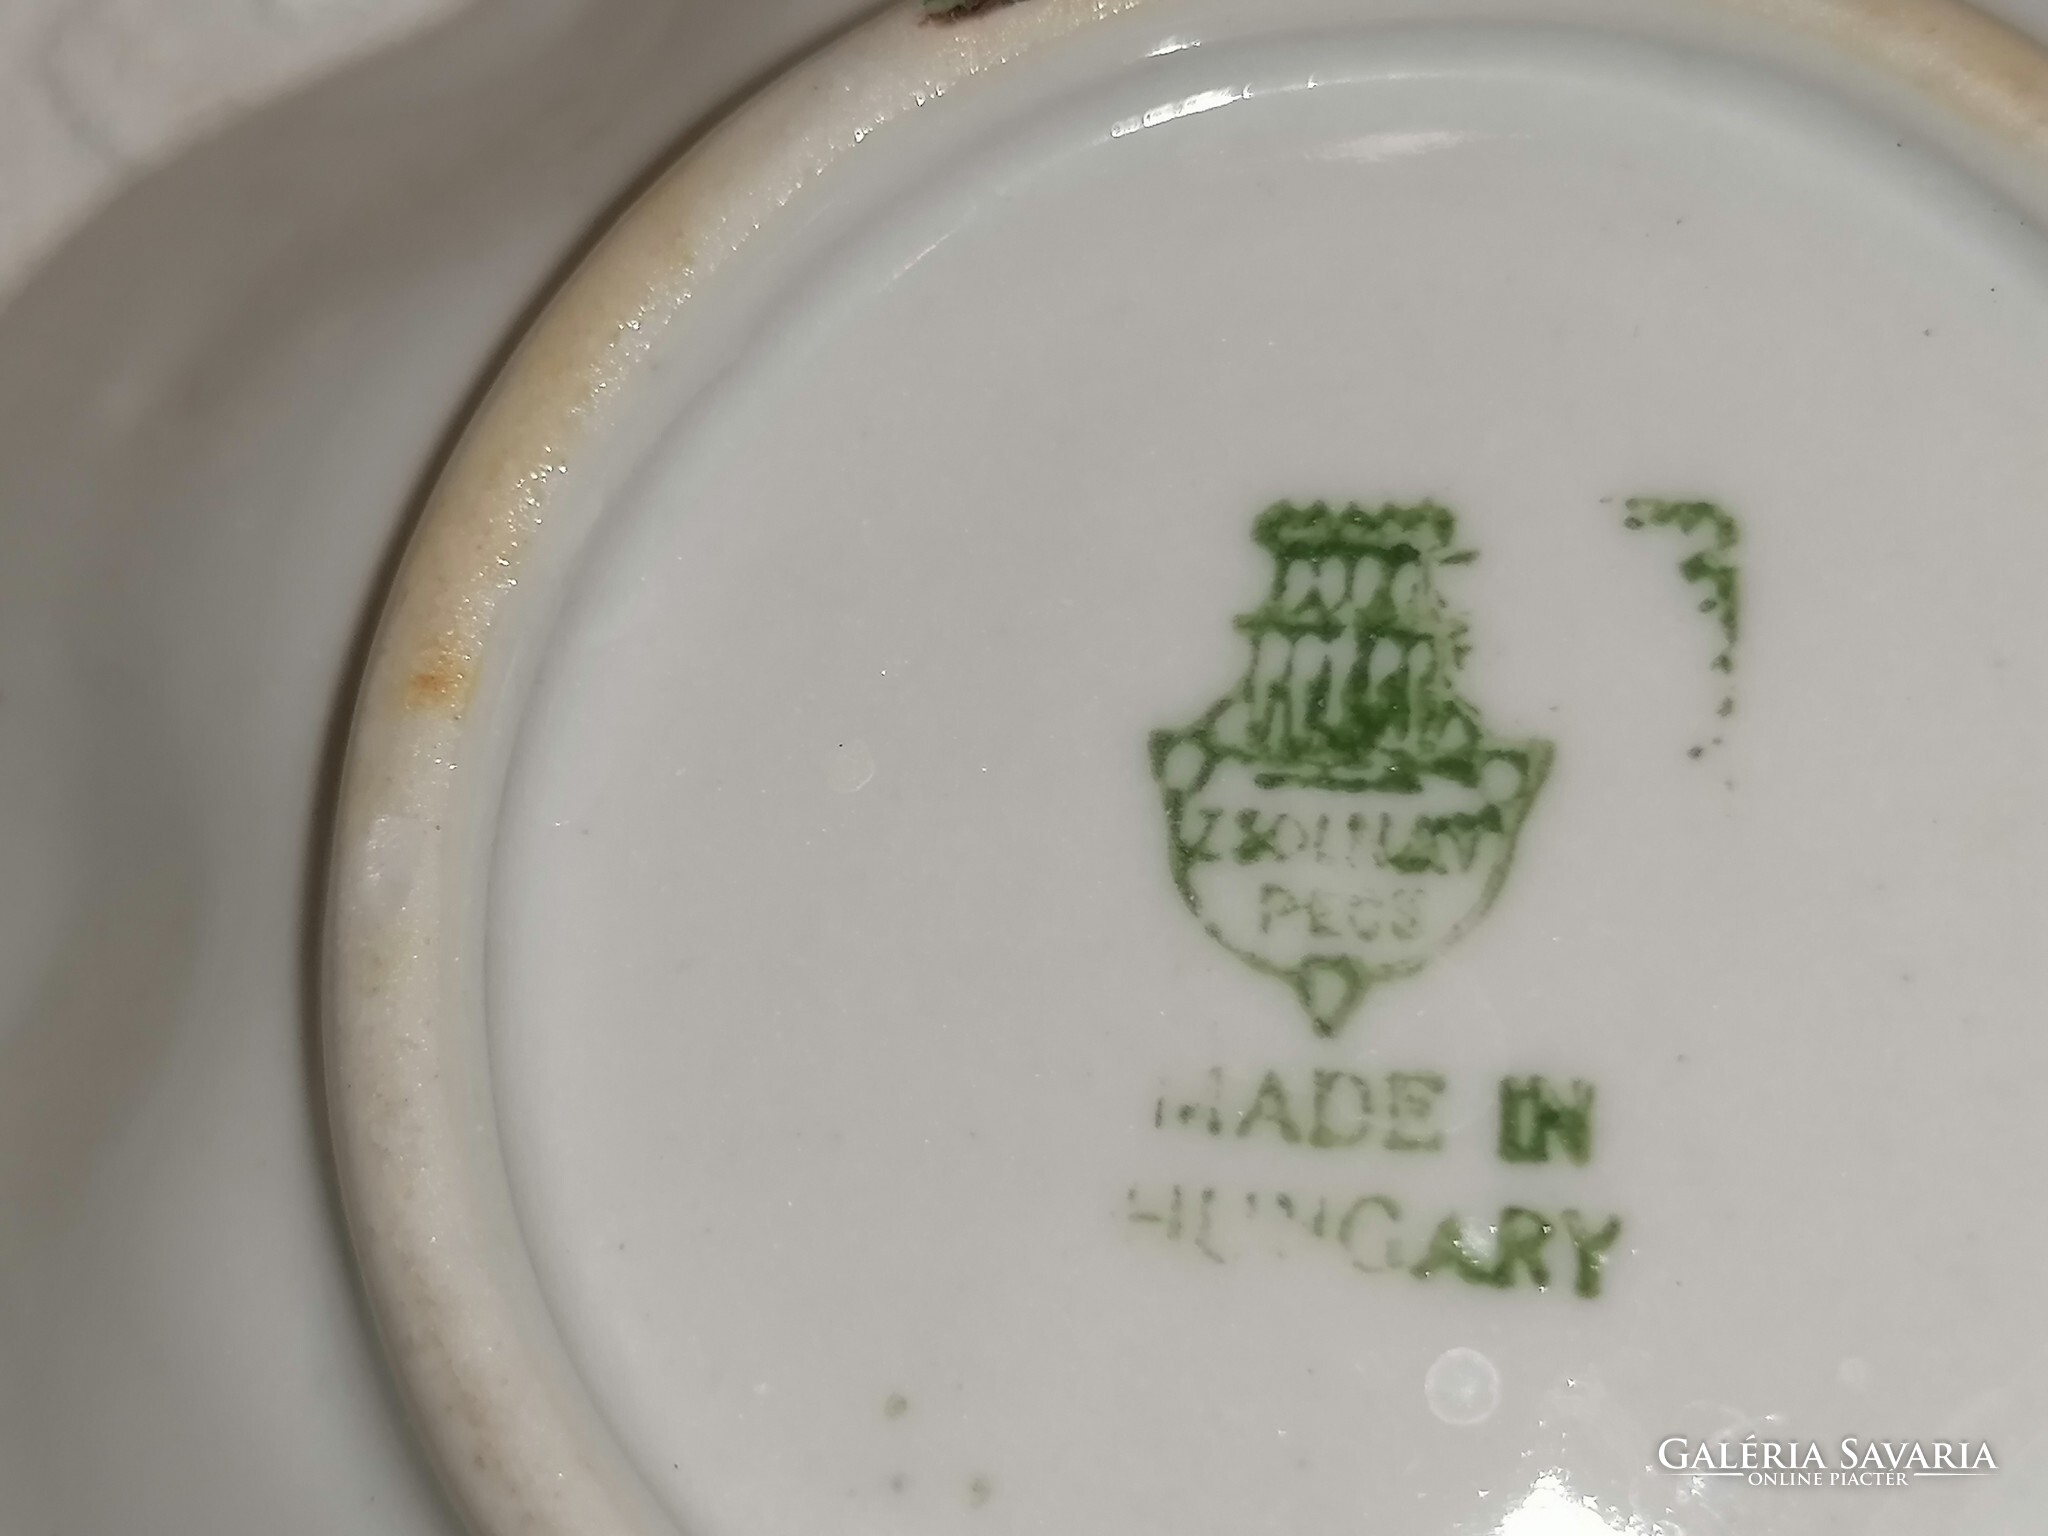 ZSOLNAY
PECS
MADE IN
HUNGARY
GALÉRIA SAVARIA
ONLINE PIACTÉR